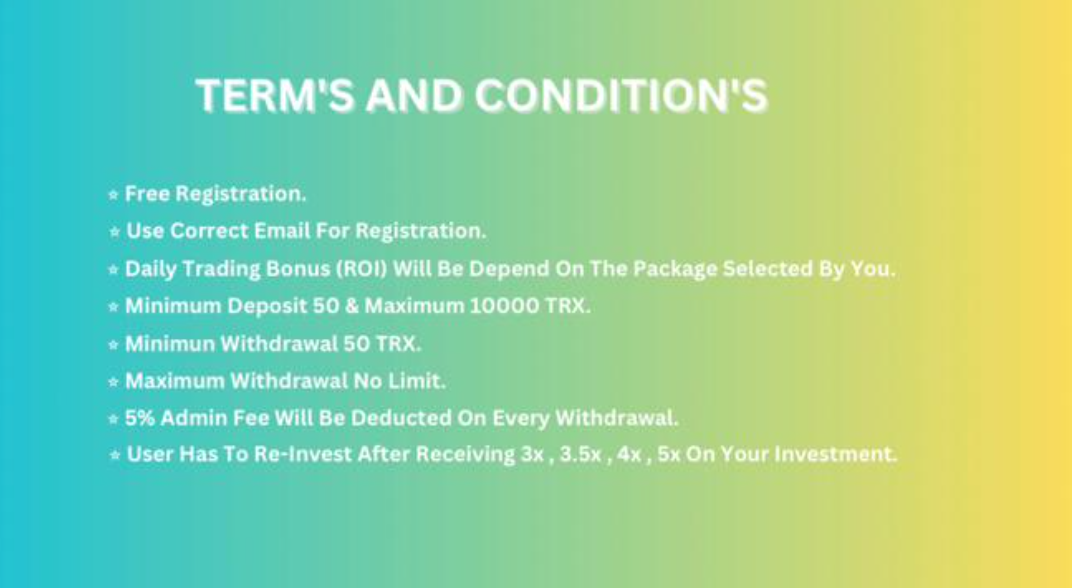 TERM'S AND CONDITION'S
☆ Free Registration.
☆ Use Correct Email For Registration.
☆ Daily Trading Bonus (ROI) Will Be Depend On The Package Selected By You.
☆ Minimum Deposit 50 & Maximum 10000 TRX.
☆ Minimun Withdrawal 50 TRX.
☆ Maximum Withdrawal No Limit.
☆ 5% Admin Fee Will Be Deducted On Every Withdrawal.
☆ User Has To Re-Invest After Receiving 3x , 3.5x , 4x , 5x On Your Investment.